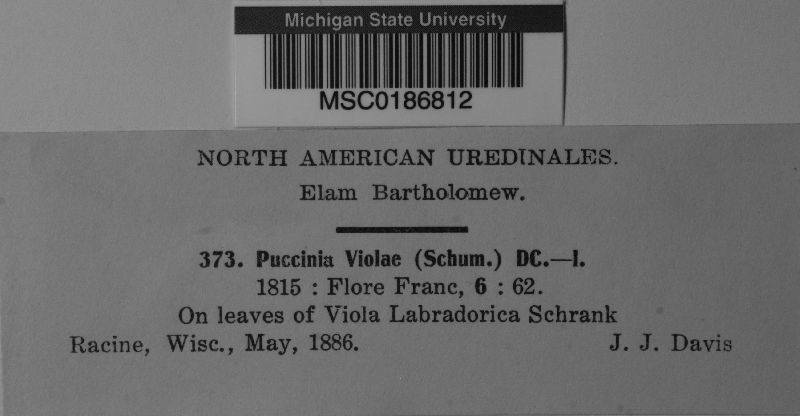 Michigan State University
MSC0186812
NORTH AMERICAN UREDINALES.
Elam Bartholomew.
373. Puccinia Violae (Schum.) DC.—I.
1815 : Flore Franc, 6 : 62.
On leaves of Viola Labradorica Schrank
Racine, Wisc., May, 1886. J. J. Davis